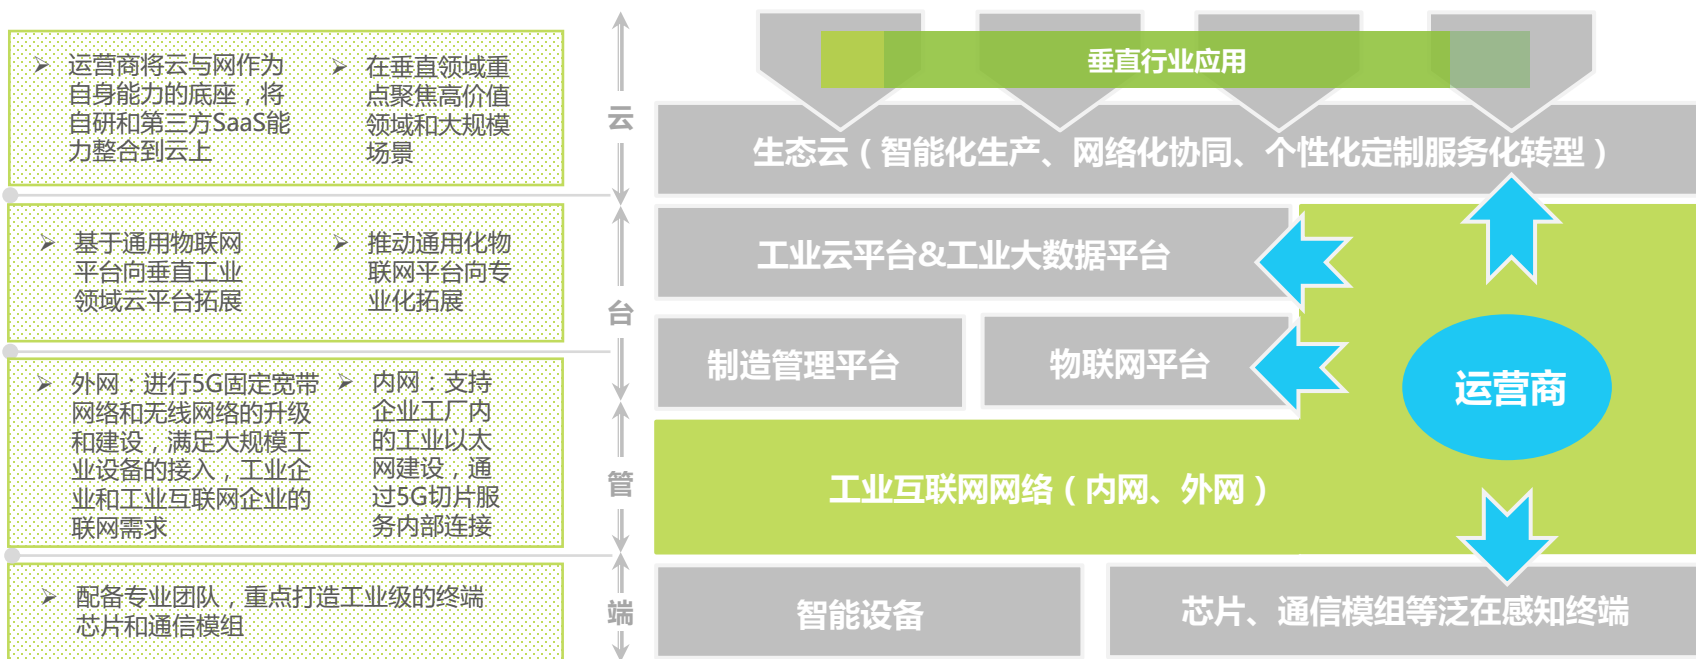 运营商将云与网作为
自身能力的底座，将
自研和第三方SaaS能
力整合到云上
在垂直领域重
点聚焦高价值
领域和大规模
场景
云
垂直行业应用
生态云（智能化生产、网络化协同、个性化定制服务化转型）
基于通用物联网
平台向垂直工业
领域云平台拓展
推动通用化物
联网平台向专
业化拓展
台
工业云平台&工业大数据平台
制造管理平台
物联网平台
运营商
外网：进行5G固定宽带
网络和无线网络的升级
和建设，满足大规模工
业设备的接入，工业企
业和工业互联网企业的
联网需求
内网：支持
企业工厂内
的工业以太
网建设，通
过5G切片服
务内部连接
管
工业互联网网络（内网、外网）
配备专业团队，重点打造工业级的终端
芯片和通信模组
端
智能设备
芯片、通信模组等泛在感知终端